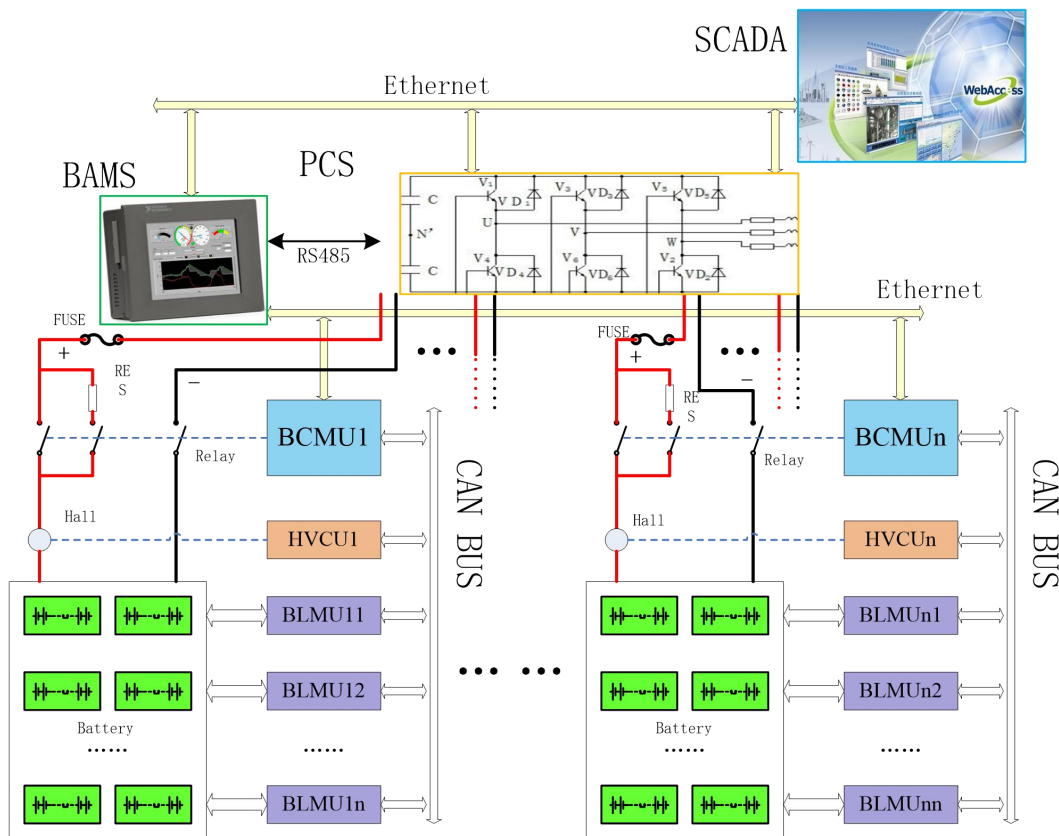 SCADA
WebAccess
Ethernet
BAMS
PCS
RS485
C
N'
C
V1
VD1
V3
VD3
V5
VD5
U
V
W
V4
VD4
V6
VD6
V2
VD2
Ethernet
FUSE
+
RE
S
−
•••
FUSE
+
RE
S
−
•••
Relay
BCMU1
Relay
BCMUn
CAN BUS
CAN BUS
Hall
HVCU1
Hall
HVCUn
BLMU11
BLMUn1
BLMU12
BLMUn2
••• •••
Battery
······
······
Battery
······
······
BLMU1n
BLMUnn